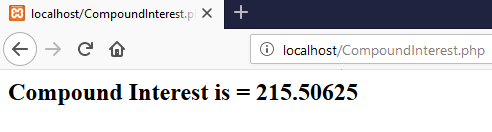 localhost/CompoundInterest.p
localhost/CompoundInterest.php
Compound Interest is = 215.50625